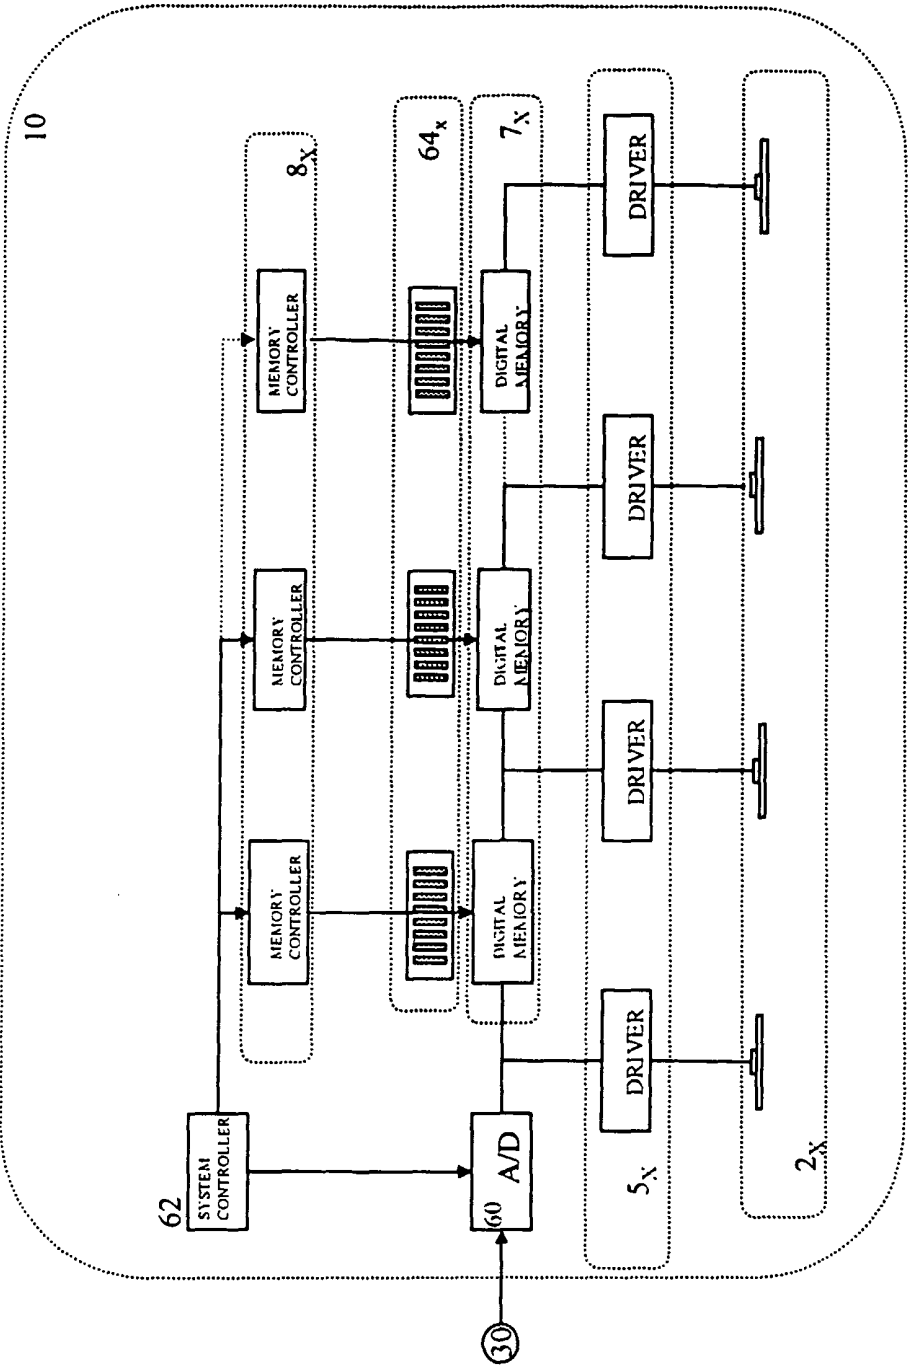 10
62
SYSTEM
CONTROLLER
MEMORY
CONTROLLER
MEMORY
CONTROLLER
MEMORY
CONTROLLER
8X
64x
30
60
A/D
DIGITAL
MEMORY
DIGITAL
MEMORY
DIGITAL
MEMORY
7X
DRIVER
DRIVER
DRIVER
DRIVER
5X
2X